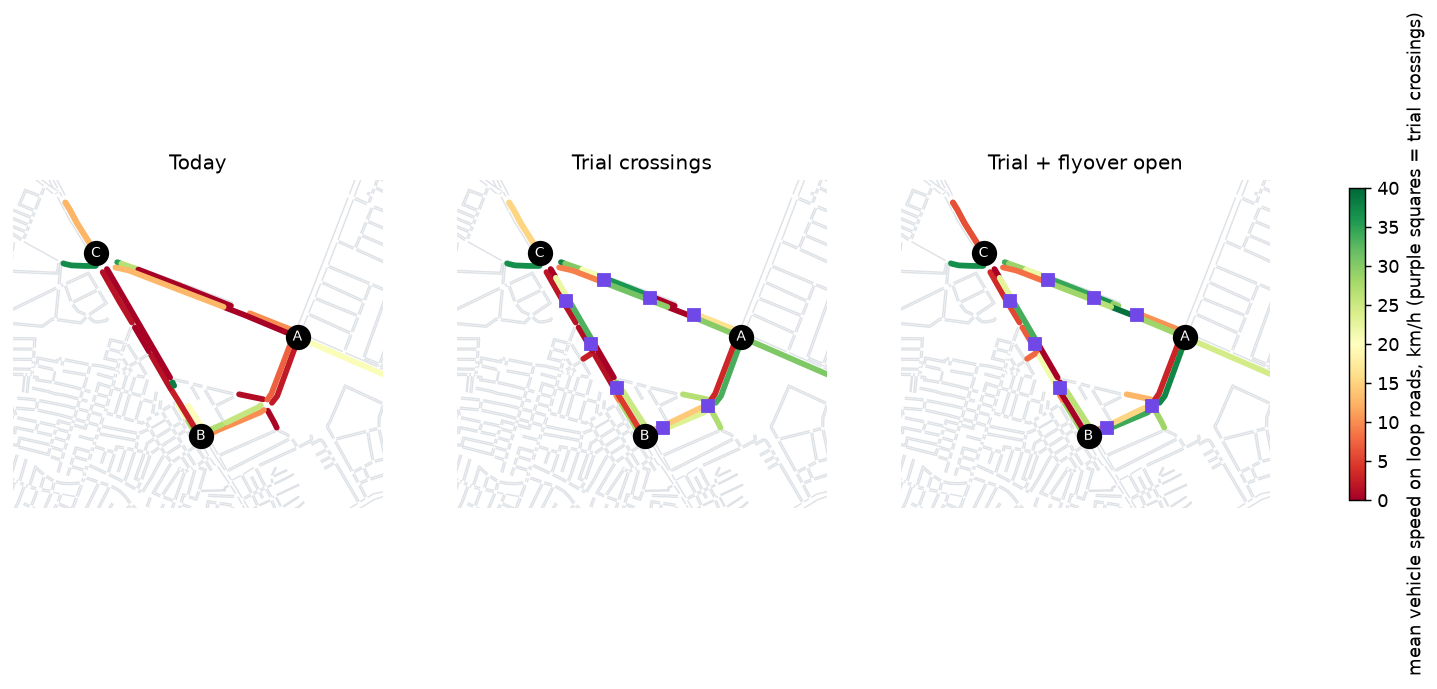 Today
Trial crossings
Trial + flyover open
C
A
B
C
A
B
C
A
B
40
35
30
25
20
15
10
5
0
mean vehicle speed on loop roads, km/h (purple squares = trial crossings)